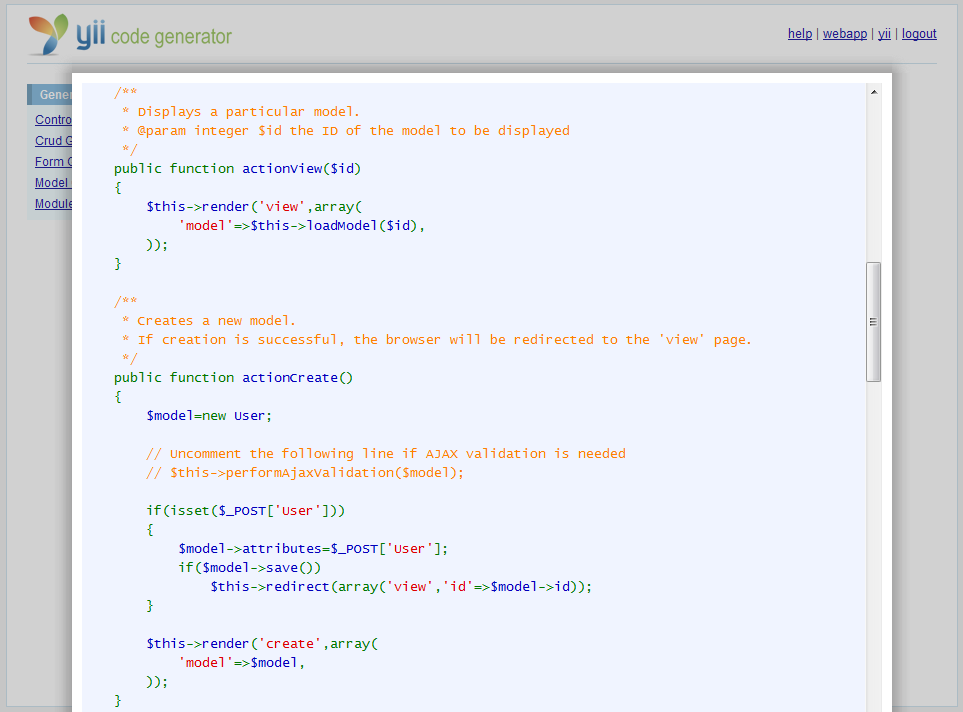 yii code generator
help | webapp | yii | logout
Gener
Contro
Crud G
Form G
Model
Module
/**
* Displays a particular model.
* @param integer $id the ID of the model to be displayed
*/
public function actionView($id)
{
$this->render('view',array(
'model'=>$this->loadModel($id),
));
}
/**
* Creates a new model.
* If creation is successful, the browser will be redirected to the 'view' page.
*/
public function actionCreate()
{
$model=new User;
// Uncomment the following line if AJAX validation is needed
// $this->performAjaxValidation($model);
if(isset($_POST['User']))
{
$model->attributes=$_POST['User'];
if($model->save())
$this->redirect(array('view','id'=>$model->id));
}
$this->render('create',array(
'model'=>$model,
));
}